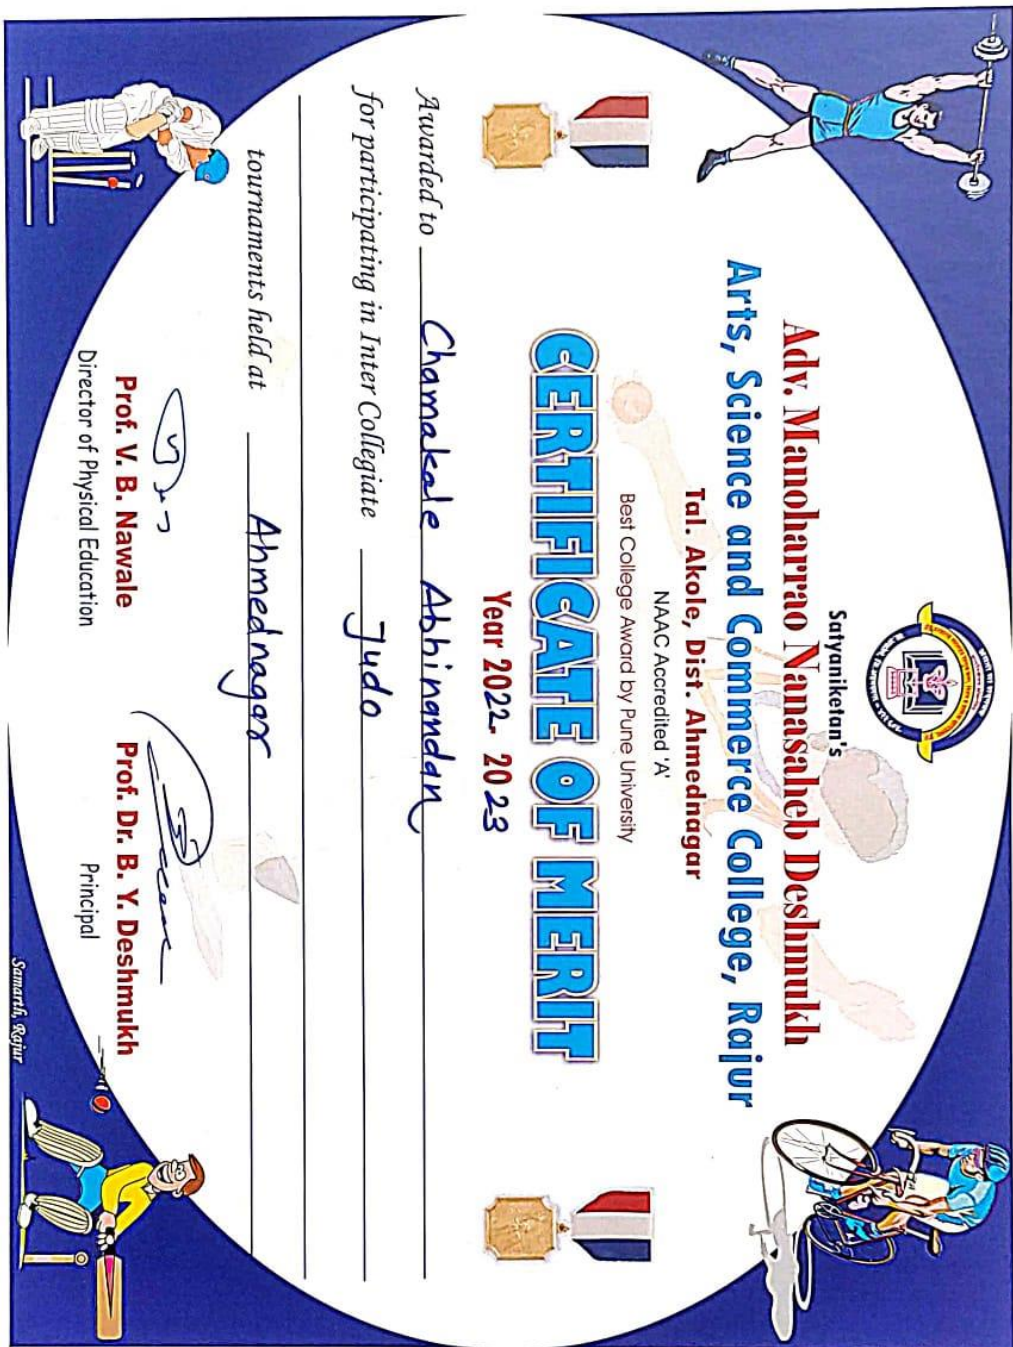 Satyaniketan's
Adv. Manoharrao Nanasaheb Deshmukh
Arts, Science and Commerce College, Rajur
Tal. Akole, Dist. Ahmednagar
NAAC Accredited 'A'
Best College Award by Pune University
CERTIFICATE OF MERIT
Year 2022- 2023
Awarded to Chamakale Abhinandan
for participating in Inter Collegiate Judo
tournaments held at Ahmednagar
Prof. V. B. Nawale
Director of Physical Education
Prof. Dr. B. Y. Deshmukh
Principal
Samarth, Rajur